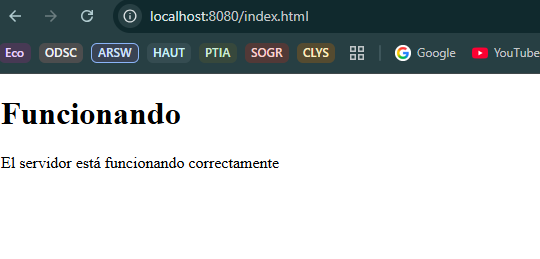 localhost:8080/index.html
Eco ODSC ARSW HAUT PTIA SOGR CLYS Google YouTube
Funcionando
El servidor está funcionando correctamente